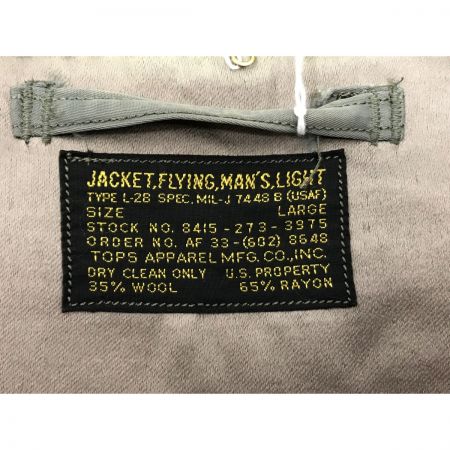 JACKET,FLYING,MAN'S,LIGHT
TYPE L-2B SPEC. MIL-J 7448 B (USAF)
SIZE LARGE
STOCK NO. 8415-273-3975
ORDER NO. AF 33-(602) 8648
TOPS APPAREL MFG. CO., INC.
DRY CLEAN ONLY U.S. PROPERTY
35% WOOL 65% RAYON